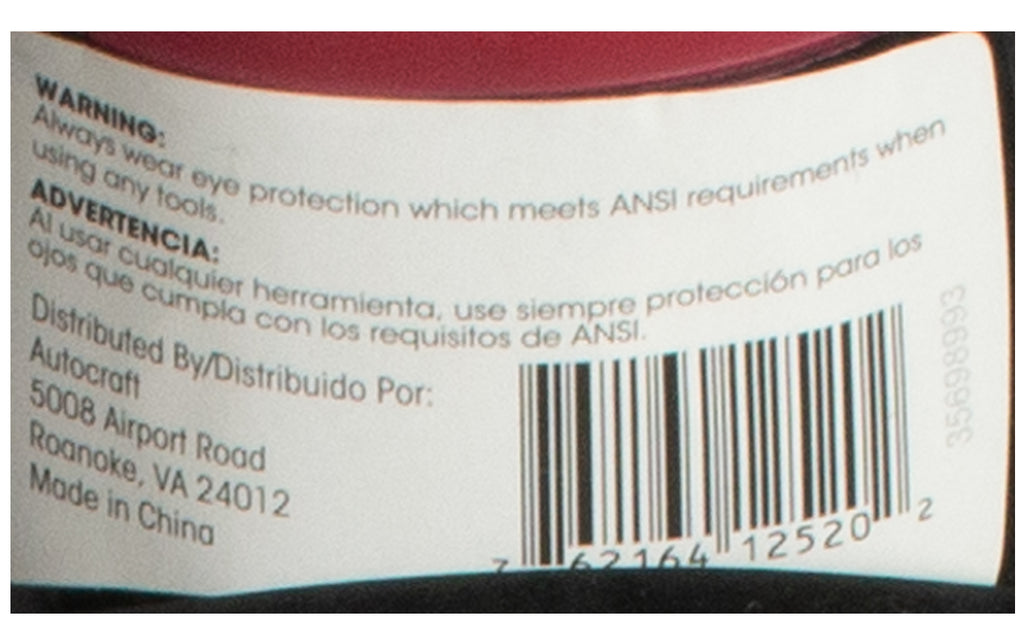 WARNING:
Always wear eye protection which meets ANSI requirements when
using any tools.
ADVERTENCIA:
Al usar cualquier herramienta, use siempre protección para los
ojos que cumpla con los requisitos de ANSI.
Distributed By/Distribuido Por:
Autocraft
5008 Airport Road
Roanoke, VA 24012
Made in China
7 62164 12520 2